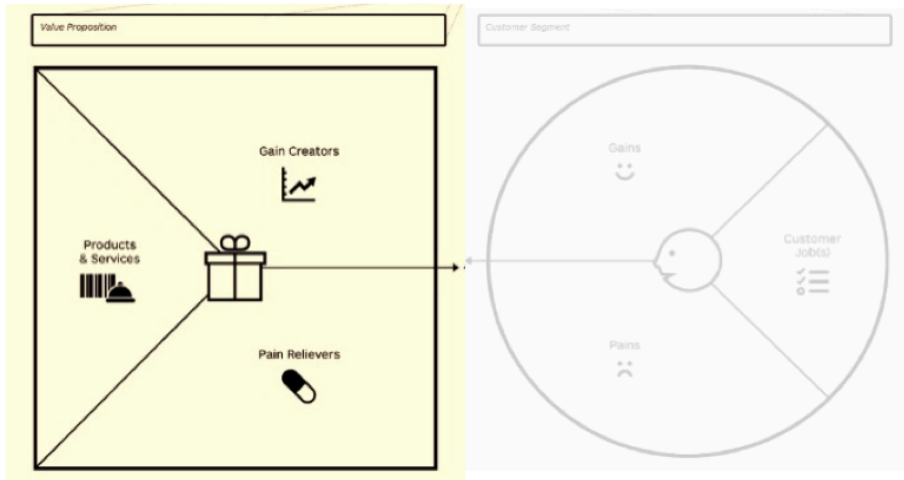 Value Proposition
Customer Segment
Gain Creators
Products
& Services
Pain Relievers
Gains
Customer
Job(s)
Pains